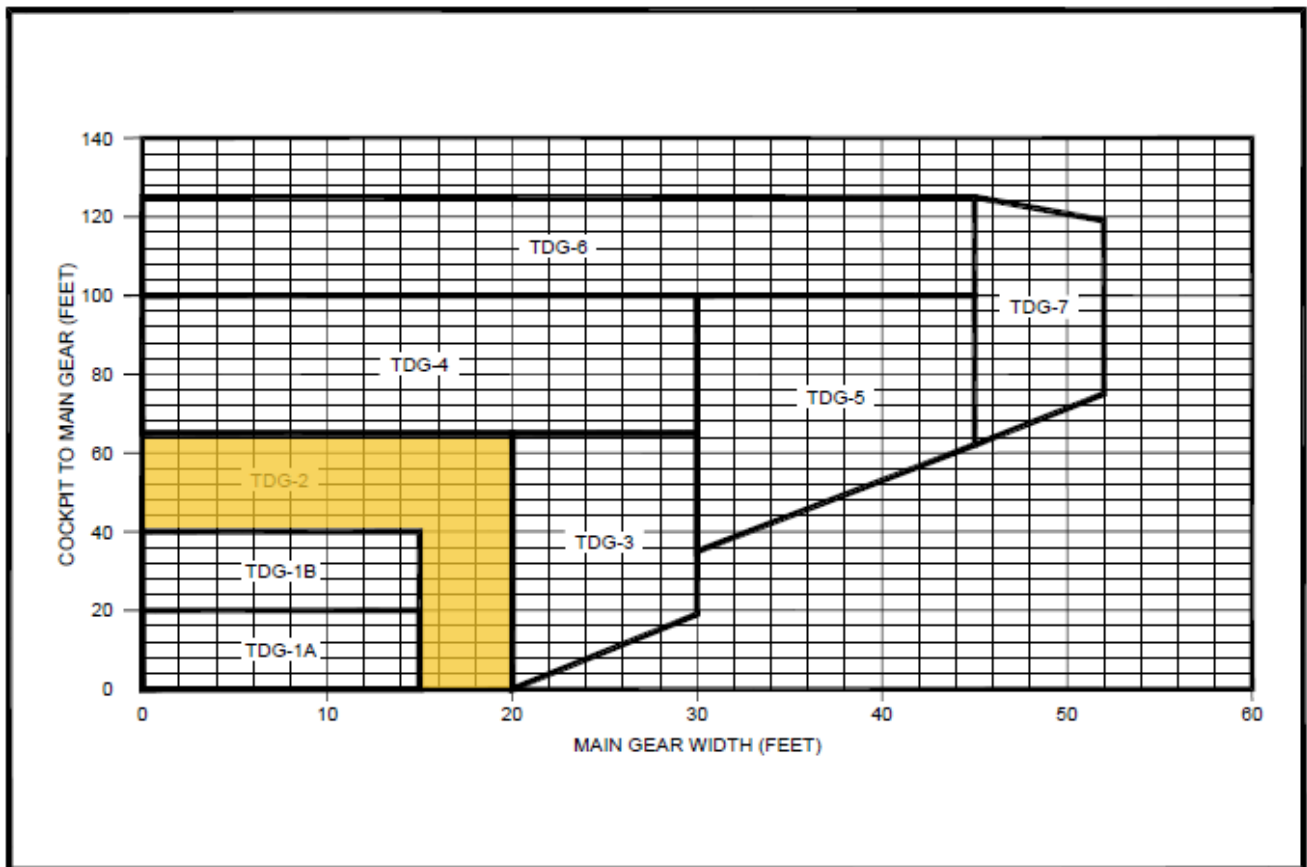 140
120
100
80
60
40
20
0
COCKPIT TO MAIN GEAR (FEET)
TDG-6
TDG-7
TDG-4
TDG-5
TDG-2
TDG-3
TDG-1B
TDG-1A
0 10 20 30 40 50 60
MAIN GEAR WIDTH (FEET)